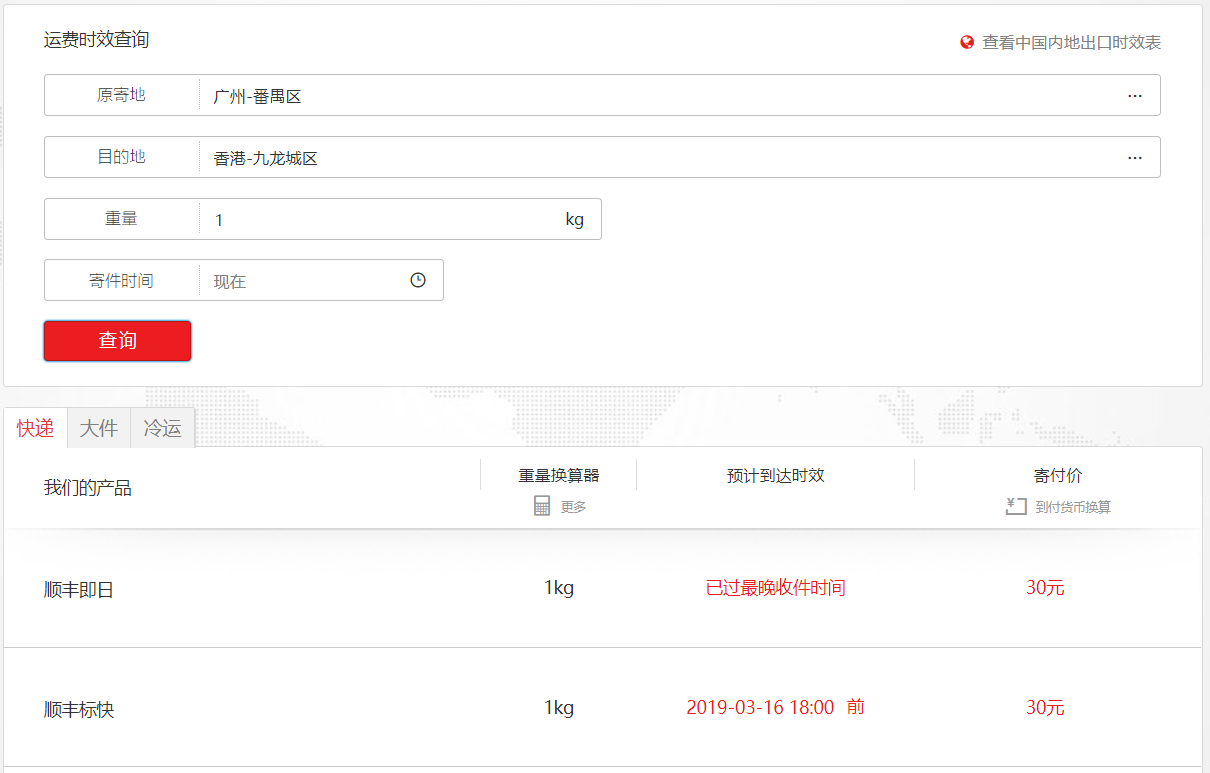 运费时效查询
查看中国内地出口时效表
原寄地 广州-番禺区 ...
目的地 香港-九龙城区 ...
重量 1 kg
寄件时间 现在
查询
快递 大件 冷运
我们的产品 重量换算器 预计到达时效 寄付价
更多 到付货币换算
顺丰即日 1kg 已过最晚收件时间 30元
顺丰标快 1kg 2019-03-16 18:00 前 30元